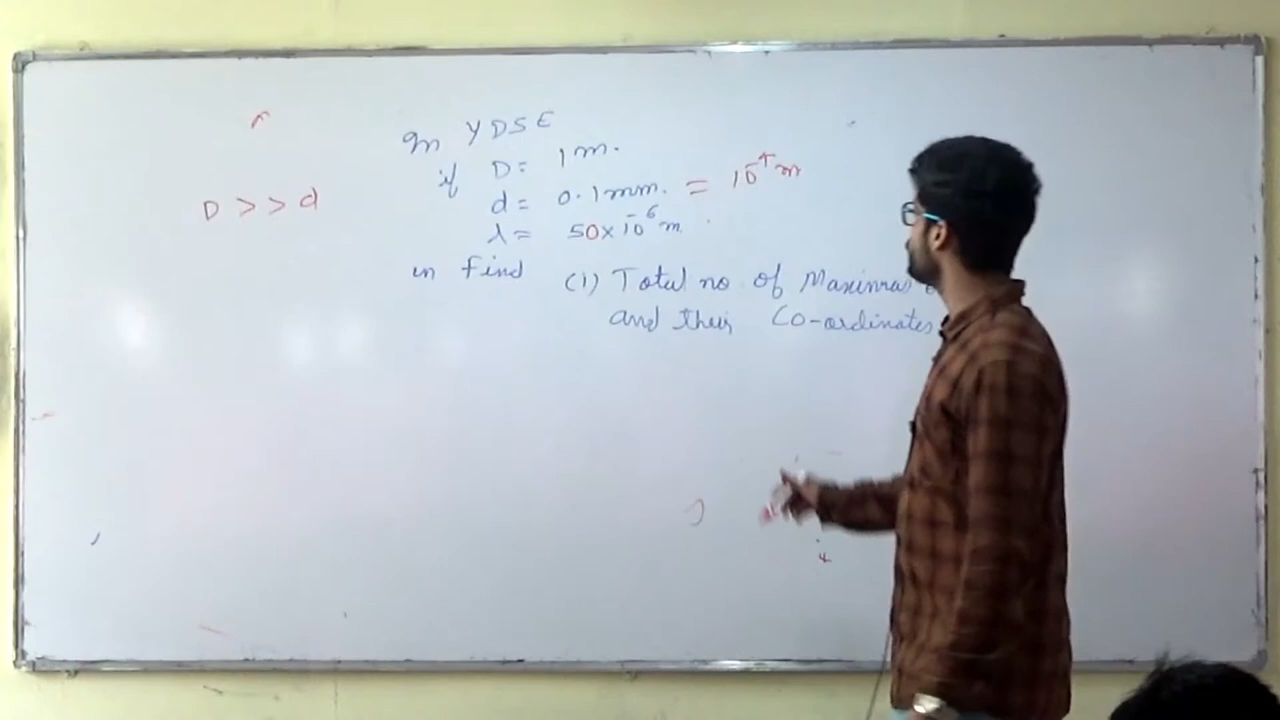 In YDSE
if D = 1m.
D >> d
d = 0.1mm. = 10⁻⁴m
λ = 50×10⁻⁶m.
in find (1) Total no of Maximas
and their Co-ordinates